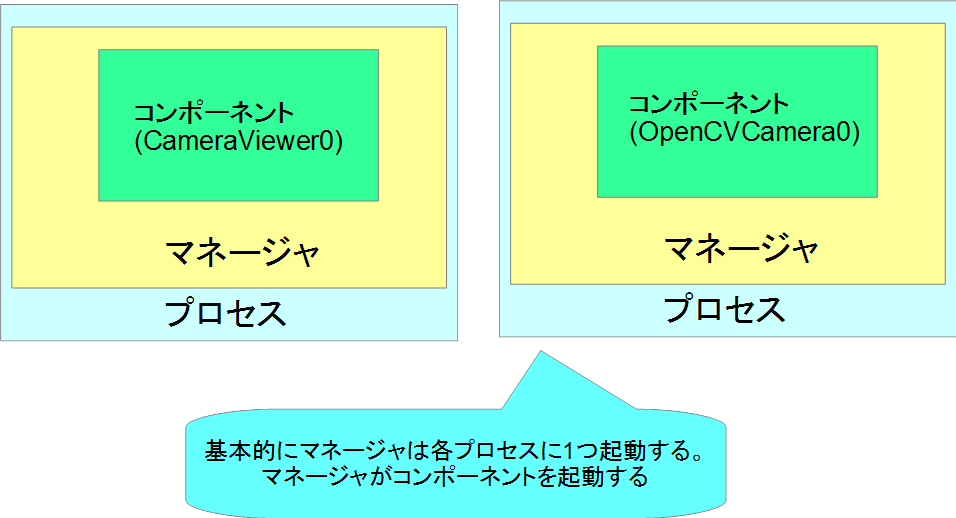 コンポーネント
(CameraViewer0)
マネージャ
プロセス
コンポーネント
(OpenCVCamera0)
マネージャ
プロセス
基本的にマネージャは各プロセスに1つ起動する。
マネージャがコンポーネントを起動する